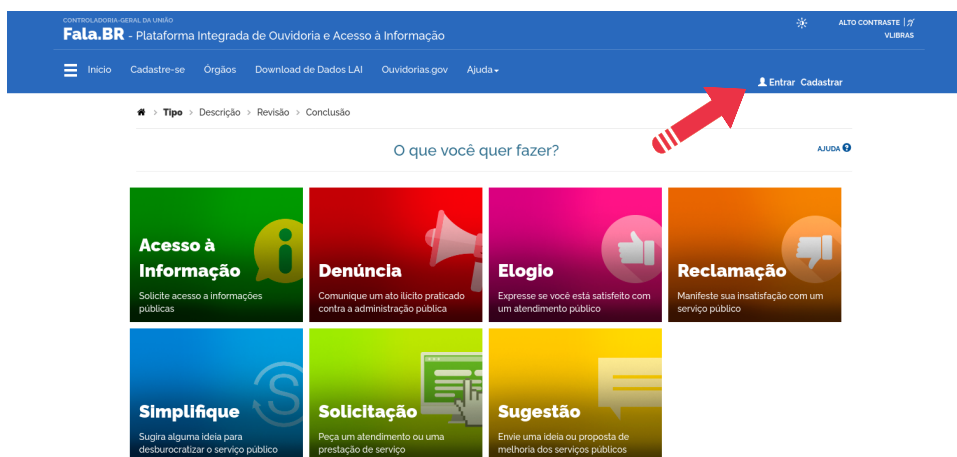 CONTROLADORIA-GERAL DA UNIÃO
Fala.BR - Plataforma Integrada de Ouvidoria e Acesso à Informação
ALTO CONTRASTE |
VLIBRAS
Início Cadastre-se Órgãos Download de Dados LAI Ouvidorias.gov Ajuda
Entrar Cadastrar
> Tipo > Descrição > Revisão > Conclusão
O que você quer fazer?
AJUDA ?
Acesso à
Informação
Solicite acesso a informações
públicas
Denúncia
Comunique um ato ilícito praticado
contra a administração pública
Elogio
Expresse se você está satisfeito com
um atendimento público
Reclamação
Manifeste sua insatisfação com um
serviço público
Simplifique
Sugira alguma ideia para
desburocratizar o serviço público
Solicitação
Peça um atendimento ou uma
prestação de serviço
Sugestão
Envie uma ideia ou proposta de
melhoria dos serviços públicos